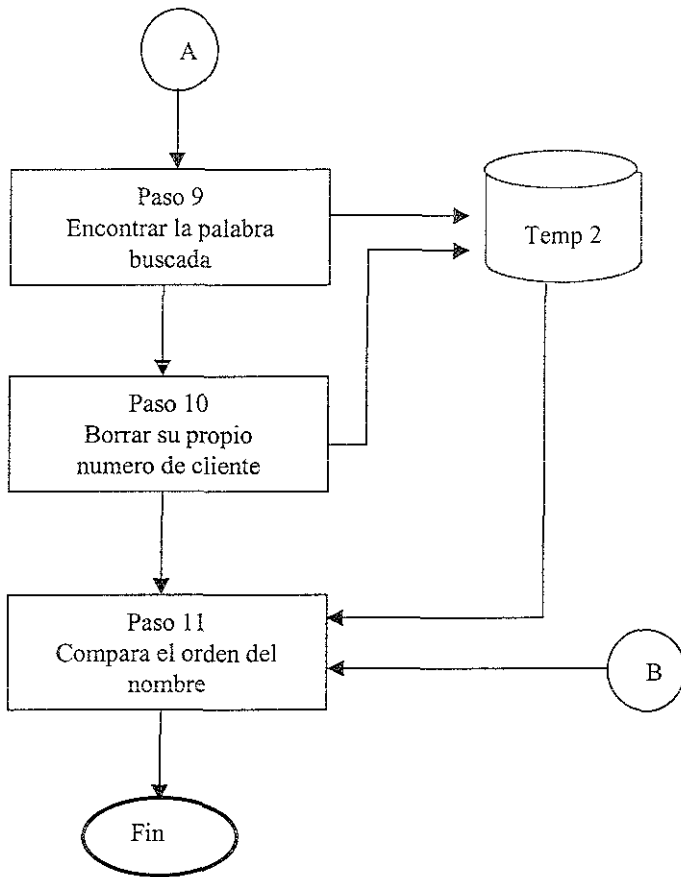 A
Paso 9
Encontrar la palabra
buscada
Temp 2
Paso 10
Borrar su propio
numero de cliente
Paso 11
Compara el orden del
nombre
B
Fin